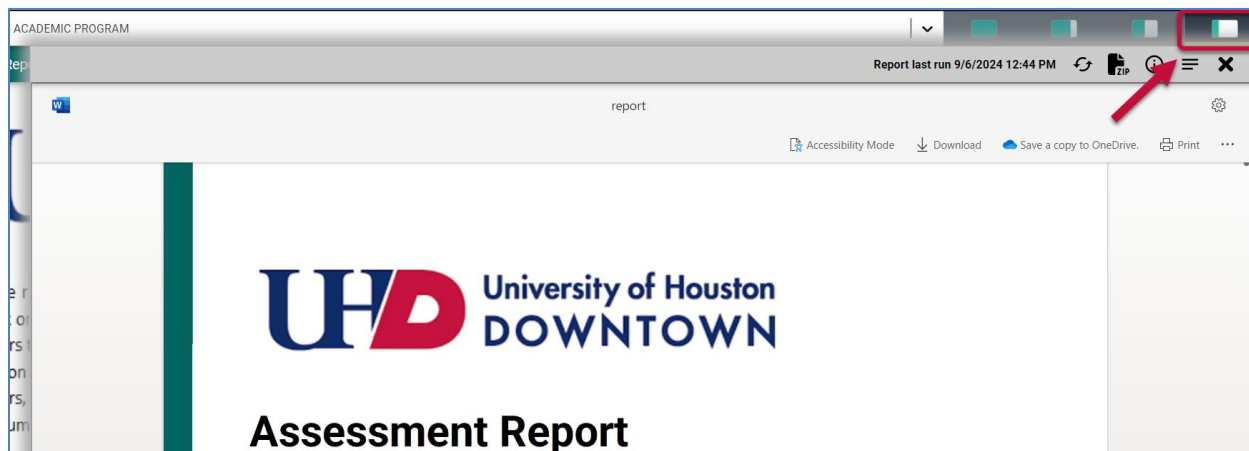 ACADEMIC PROGRAM
Report last run 9/6/2024 12:44 PM
ZIP
W
report
Accessibility Mode Download Save a copy to OneDrive. Print ...
UHD University of Houston
DOWNTOWN
Assessment Report